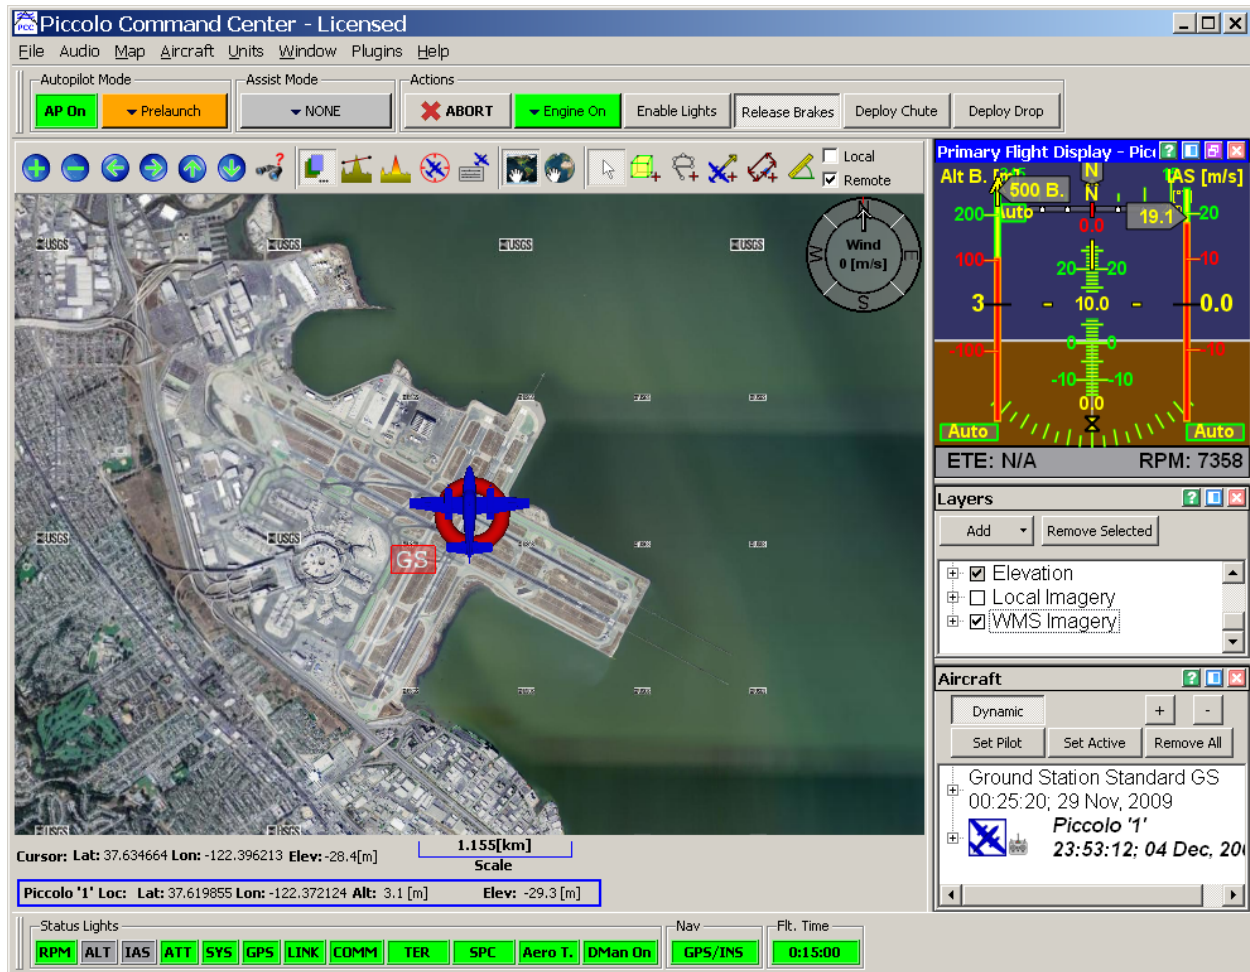 PCC Piccolo Command Center - Licensed
File Audio Map Aircraft Units Window Plugins Help
Autopilot Mode
Assist Mode
Actions
AP On
Prelaunch
NONE
ABORT
Engine On
Enable Lights
Release Brakes
Deploy Chute
Deploy Drop
Local
Remote
USGS
USGS
USGS
USGS
N
W
E
S
Wind
0 [m/s]
USGS
USGS
GS
USGS
USGS
Cursor: Lat: 37.634664 Lon: -122.396213 Elev: -28.4[m]
1.155[km]
Scale
Piccolo '1' Loc: Lat: 37.619855 Lon: -122.372124 Alt: 3.1 [m] Elev: -29.3 [m]
Primary Flight Display - Picc
Alt B.
N
IAS [m/s]
500 B.
N
200
Auto
19.1
20
0.0
100
20
20
10
3
10.0
0.0
-100
0
0
-10
-10
-10
0.0
Auto
Auto
ETE: N/A
RPM: 7358
Layers
Add
Remove Selected
Elevation
Local Imagery
WMS Imagery
Aircraft
Dynamic
+
-
Set Pilot
Set Active
Remove All
Ground Station Standard GS
00:25:20; 29 Nov, 2009
Piccolo '1'
23:53:12; 04 Dec, 200
Status Lights
RPM ALT IAS ATT SYS GPS LINK COMM TER SPC Aero T. DMan On
Nav
GPS/INS
Flt. Time
0:15:00